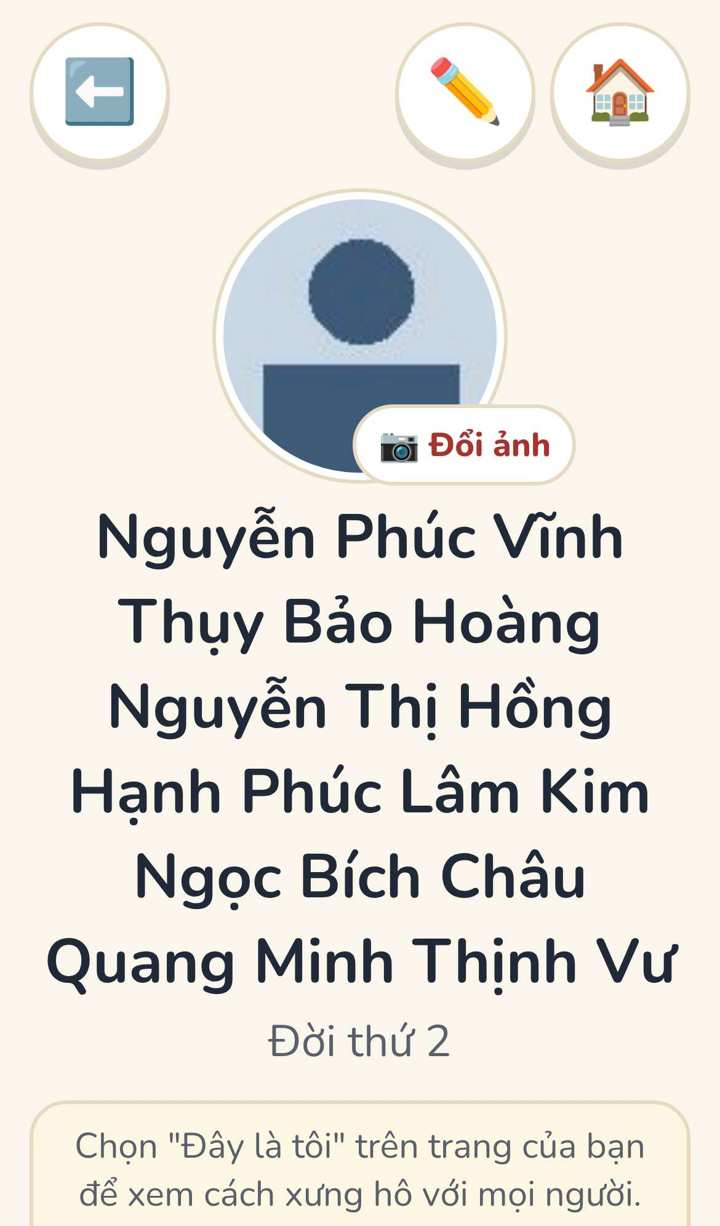 Đổi ảnh
Nguyễn Phúc Vĩnh
Thụy Bảo Hoàng
Nguyễn Thị Hồng
Hạnh Phúc Lâm Kim
Ngọc Bích Châu
Quang Minh Thịnh Vư
Đời thứ 2
Chọn "Đây là tôi" trên trang của bạn
để xem cách xưng hô với mọi người.